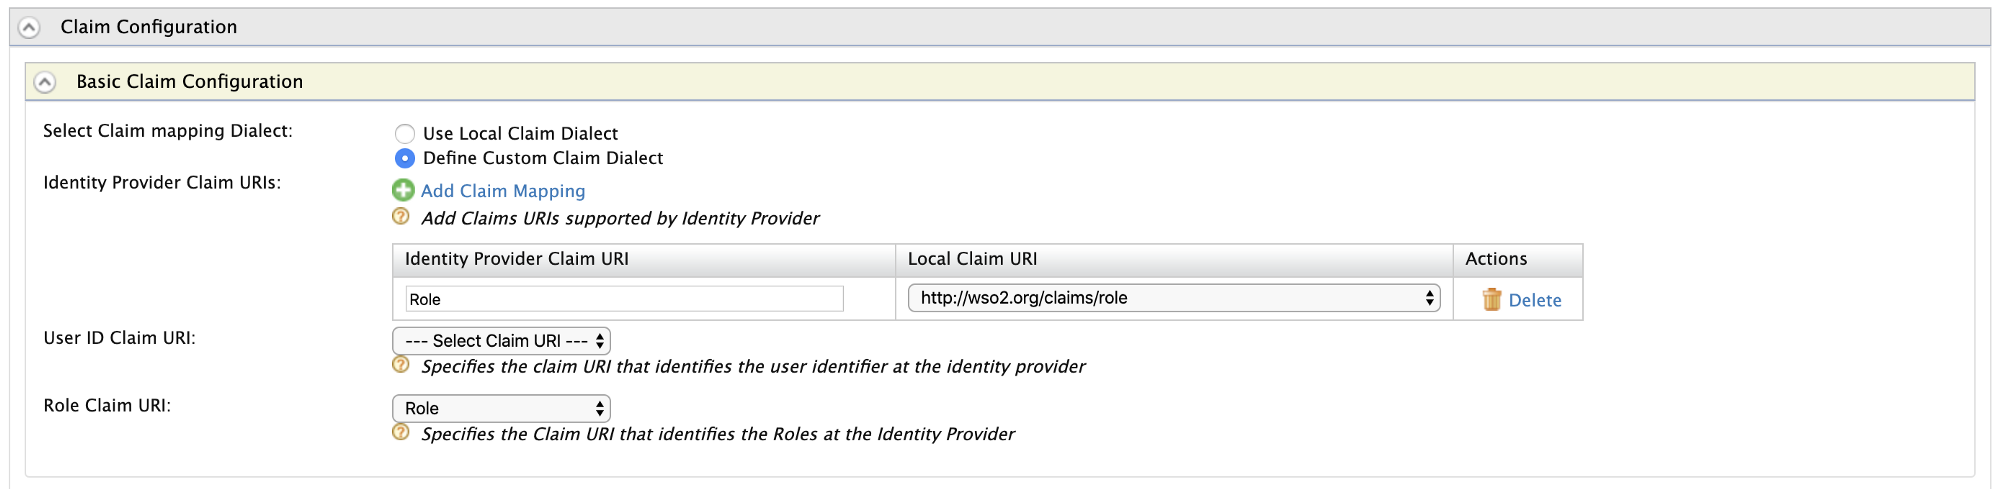 Claim Configuration
Basic Claim Configuration
Select Claim mapping Dialect:
Use Local Claim Dialect
Define Custom Claim Dialect
Identity Provider Claim URIs:
Add Claim Mapping
Add Claims URIs supported by Identity Provider
Identity Provider Claim URI Local Claim URI Actions
Role http://wso2.org/claims/role Delete
User ID Claim URI: --- Select Claim URI ---
Specifies the claim URI that identifies the user identifier at the identity provider
Role Claim URI: Role
Specifies the Claim URI that identifies the Roles at the Identity Provider